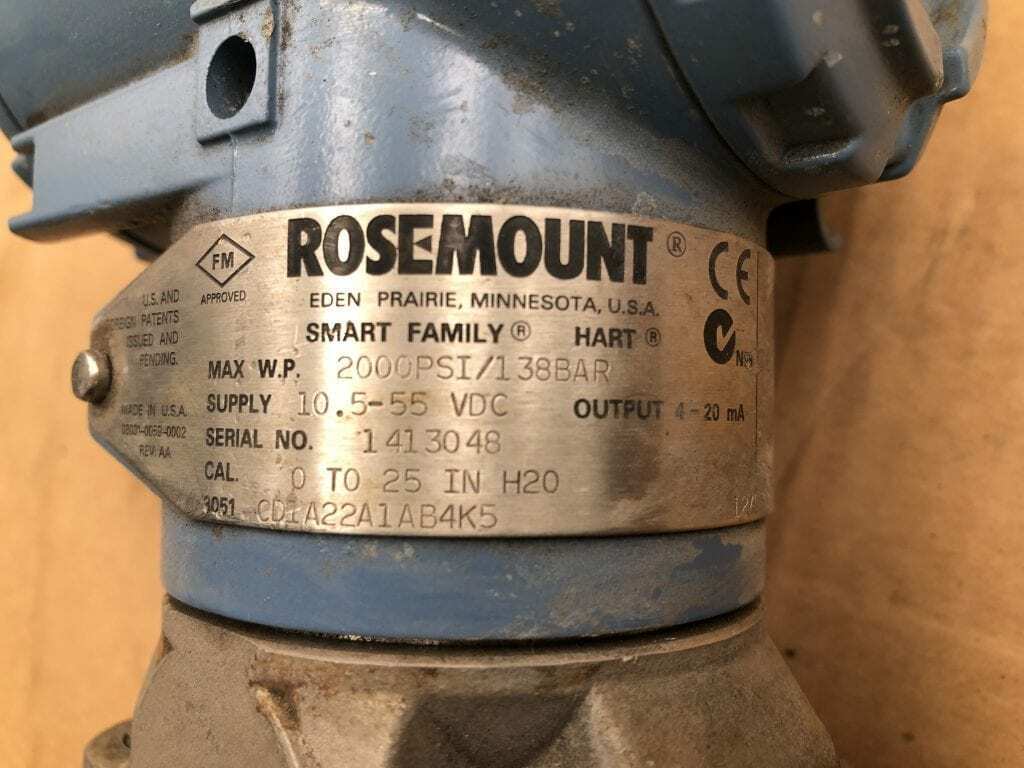 FM
APPROVED
ROSEMOUNT®
EDEN PRAIRIE, MINNESOTA, U.S.A.
SMART FAMILY® HART®
CE
N
U.S. AND
FOREIGN PATENTS
ISSUED AND
PENDING.
MAX W.P. 2000PSI/138BAR
SUPPLY 10.5-55 VDC OUTPUT 4-20 mA
SERIAL NO. 1413048
CAL. 0 TO 25 IN H2O
3051 CD1A22A1AB4K5
MADE IN U.S.A.
REV. AA